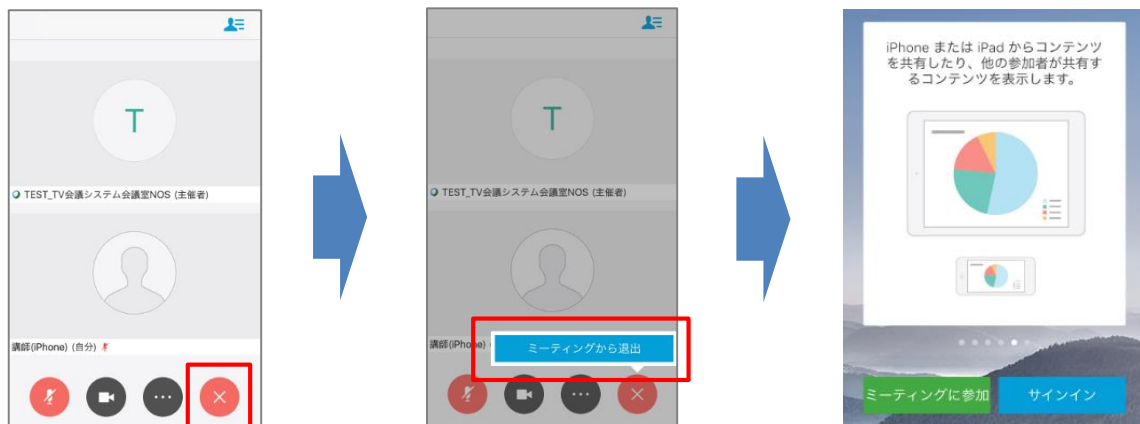 T
TEST_TV会議システム会議室NOS (主催者)
講師(iPhone) (自分)
T
TEST_TV会議システム会議室NOS (主催者)
講師(iPhone)
ミーティングから退出
iPhone または iPad からコンテンツ
を共有したり、他の参加者が共有す
るコンテンツを表示します。
ミーティングに参加
サインイン